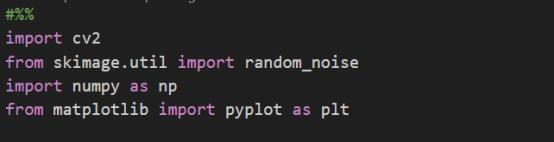 #%%
import cv2
from skimage.util import random_noise
import numpy as np
from matplotlib import pyplot as plt